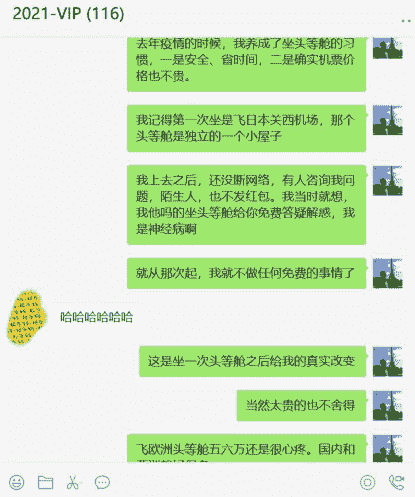 2021-VIP (116)
去年疫情的时候，我养成了坐头等舱的习
惯，一是安全、省时间，二是确实机票价
格也不贵。
我记得第一次坐是飞日本关西机场，那个
头等舱是独立的一个小屋子
我上去之后，还没断网络，有人咨询我问
题，陌生人，也不发红包。我当时就想，
我他吗的坐头等舱给你免费答疑解惑，我
是神经病啊
就从那次起，我就不做任何免费的事情了
哈哈哈哈哈哈
这是坐一次头等舱之后给我的真实改变
当然太贵的也不舍得
飞欧洲头等舱五六万还是很心疼。国内和